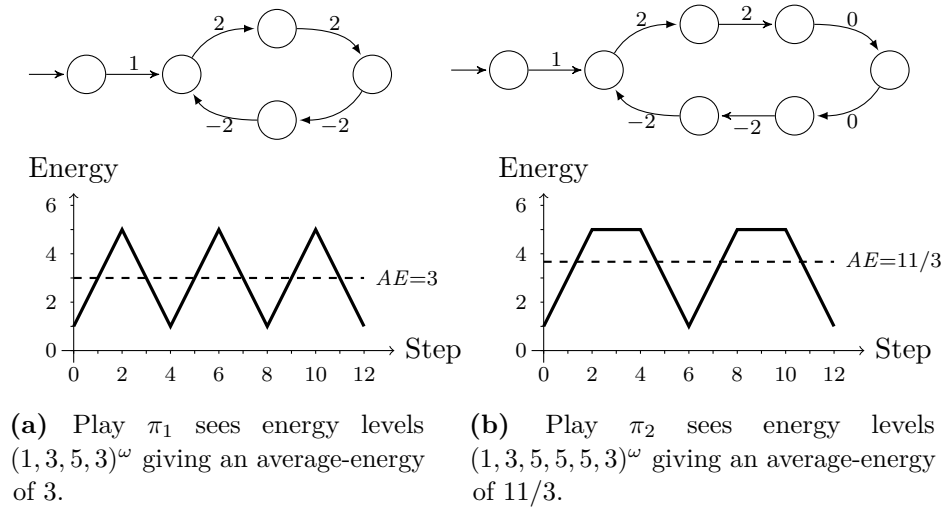 1 2 2 −2 −2
1 2 2 0 0 −2 −2
Energy
6
4
2
0
0 2 4 6 8 10 12
Step
AE=3
Energy
6
4
2
0
0 2 4 6 8 10 12
Step
AE=11/3
(a) Play π₁ sees energy levels
(1, 3, 5, 3)^ω giving an average-energy
of 3.
(b) Play π₂ sees energy levels
(1, 3, 5, 5, 5, 3)^ω giving an average-energy
of 11/3.